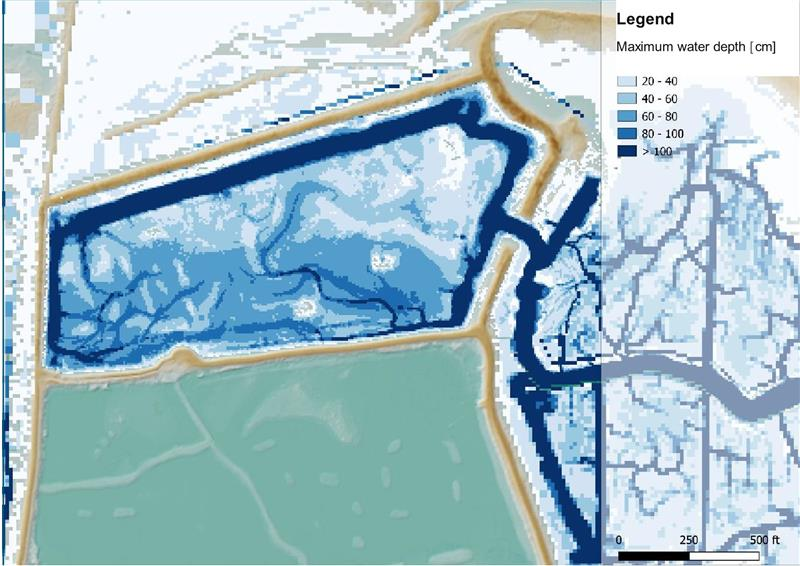 Legend
Maximum water depth [cm]
20 - 40
40 - 60
60 - 80
80 - 100
> 100
0 250 500 ft